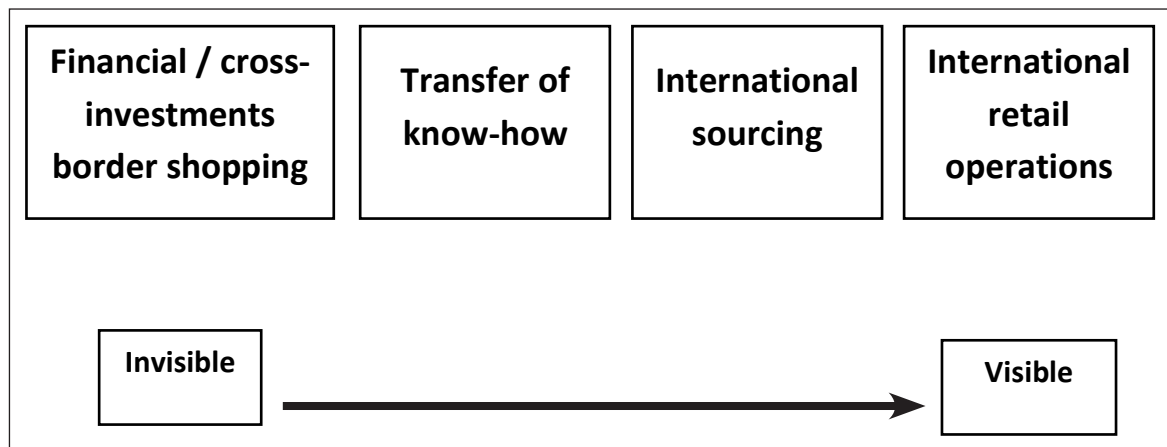 Financial / cross-
investments
border shopping
Transfer of
know-how
International
sourcing
International
retail
operations
Invisible
Visible